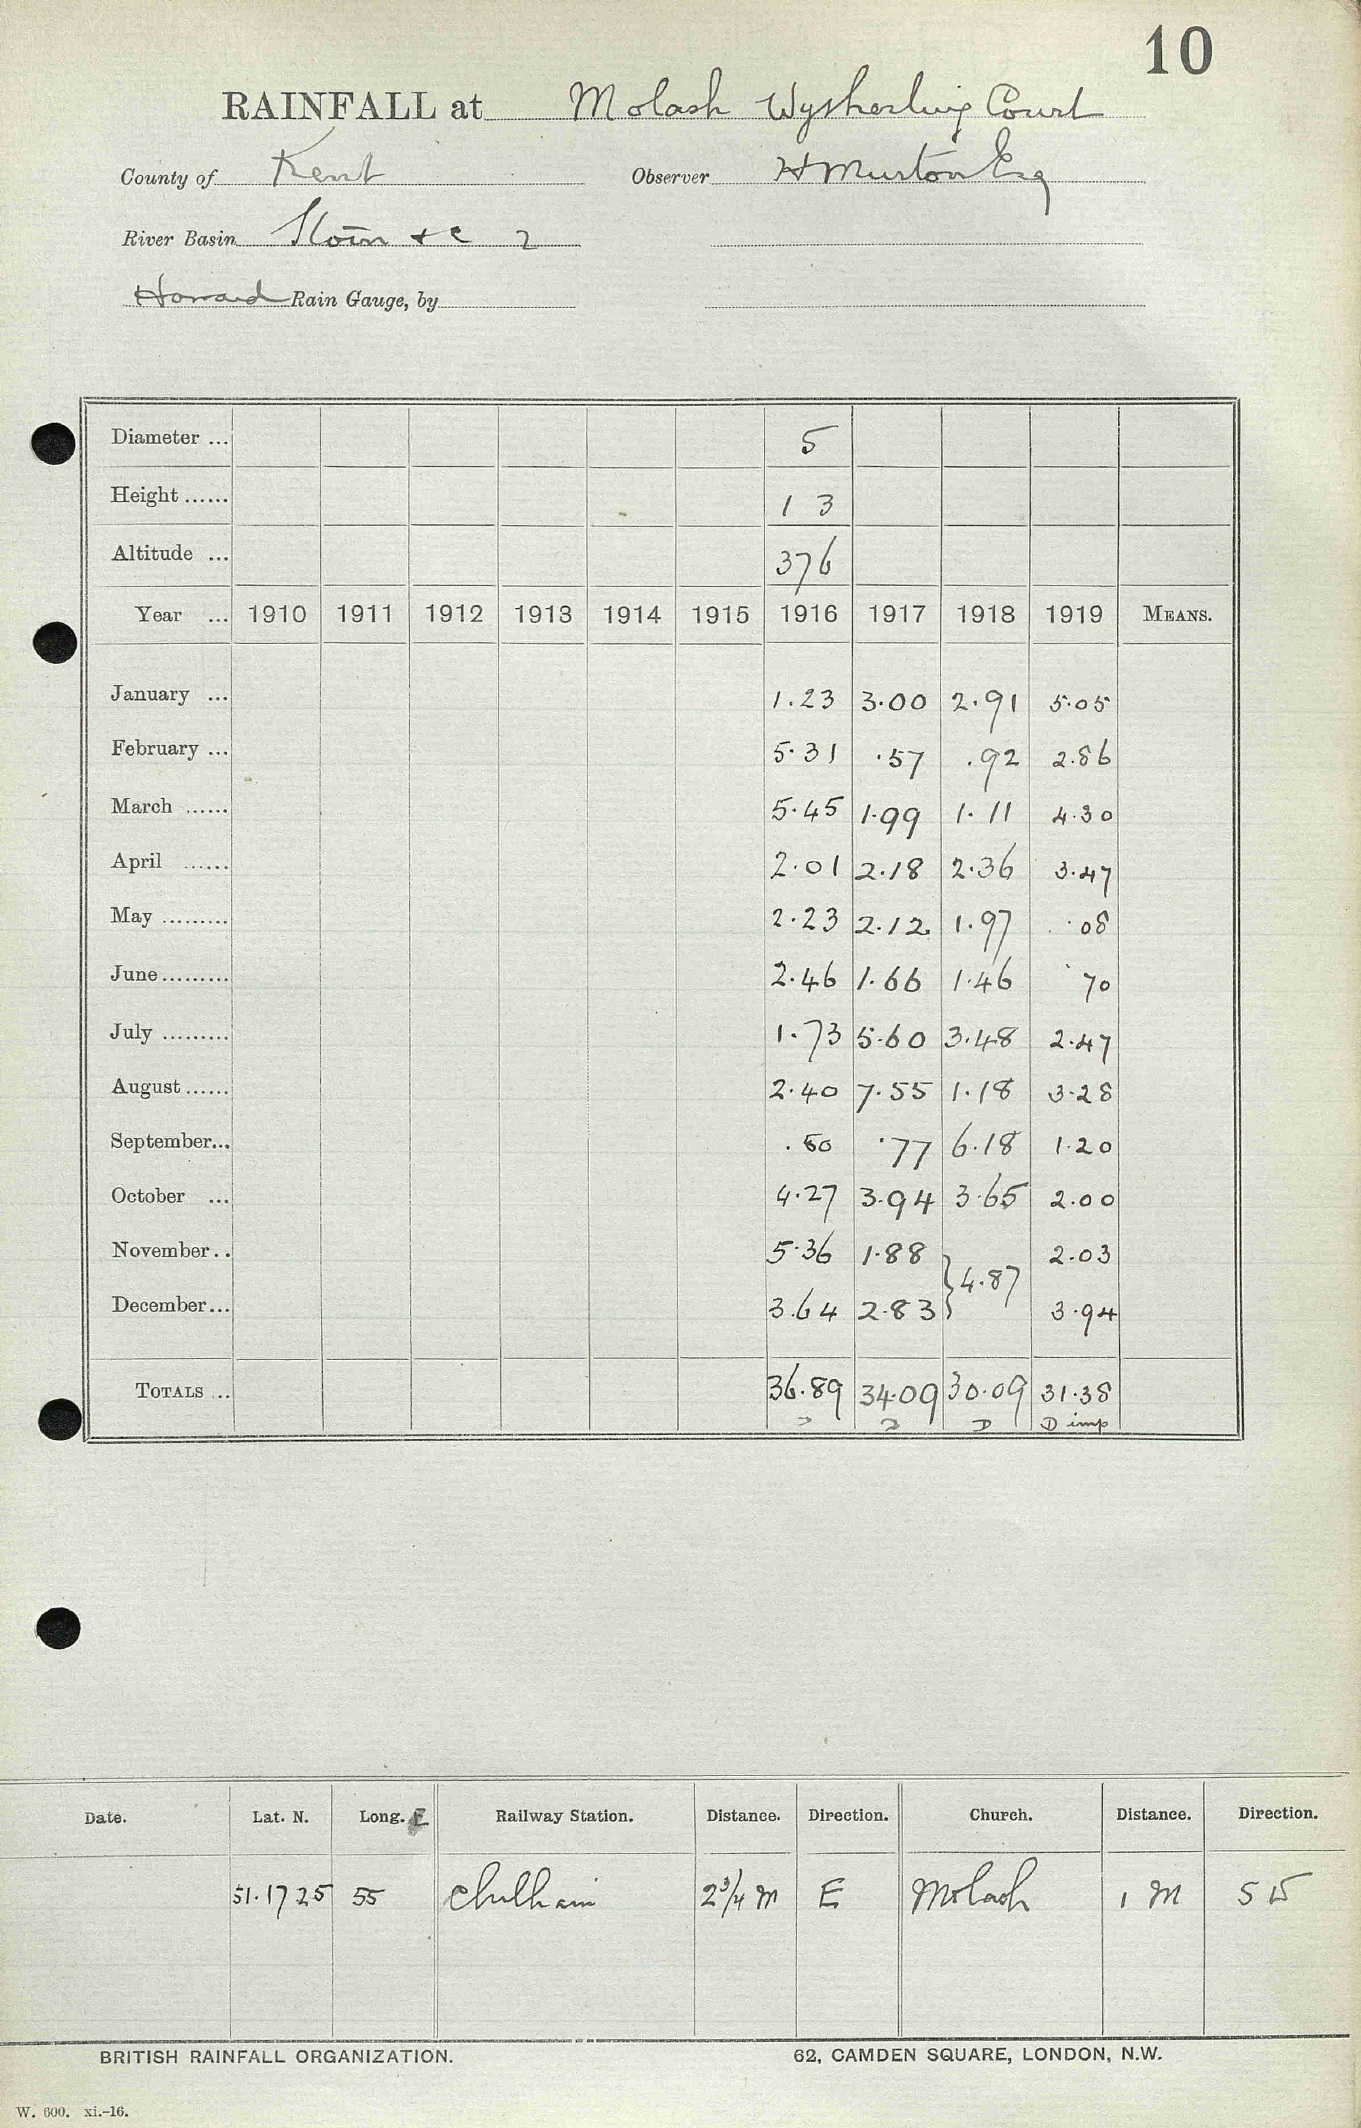 10
RAINFALL at Molash Wytherling Court
County of Kent Observer H Murton Esq
River Basin Stour &c 2
Howard Rain Gauge, by
Diameter ... 5
Height ...... 1 3
Altitude ... 376
Year ... 1910 1911 1912 1913 1914 1915 1916 1917 1918 1919 MEANS.
January ... 1.23 3.00 2.91 5.05
February ... 5.31 .57 .92 2.86
March ...... 5.45 1.99 1.11 4.30
April ...... 2.01 2.18 2.36 3.47
May ......... 2.23 2.12 1.97 .08
June ......... 2.46 1.66 1.46 .70
July ......... 1.73 5.60 3.48 2.47
August ...... 2.40 7.55 1.18 3.28
September... .80 .77 6.18 1.20
October ... 4.27 3.94 3.65 2.00
November.. 5.36 1.88 } 4.87 2.03
December... 3.64 2.83 3.94
TOTALS ... 36.89 34.09 30.09 31.38
D D D D imp
Date. Lat. N. Long. E Railway Station. Distance. Direction. Church. Distance. Direction.
51.17 25 55 Chilham 2 3/4 M E Molash 1 M S 15
BRITISH RAINFALL ORGANIZATION. 62, CAMDEN SQUARE, LONDON, N.W.
W. 600. xi.-16.